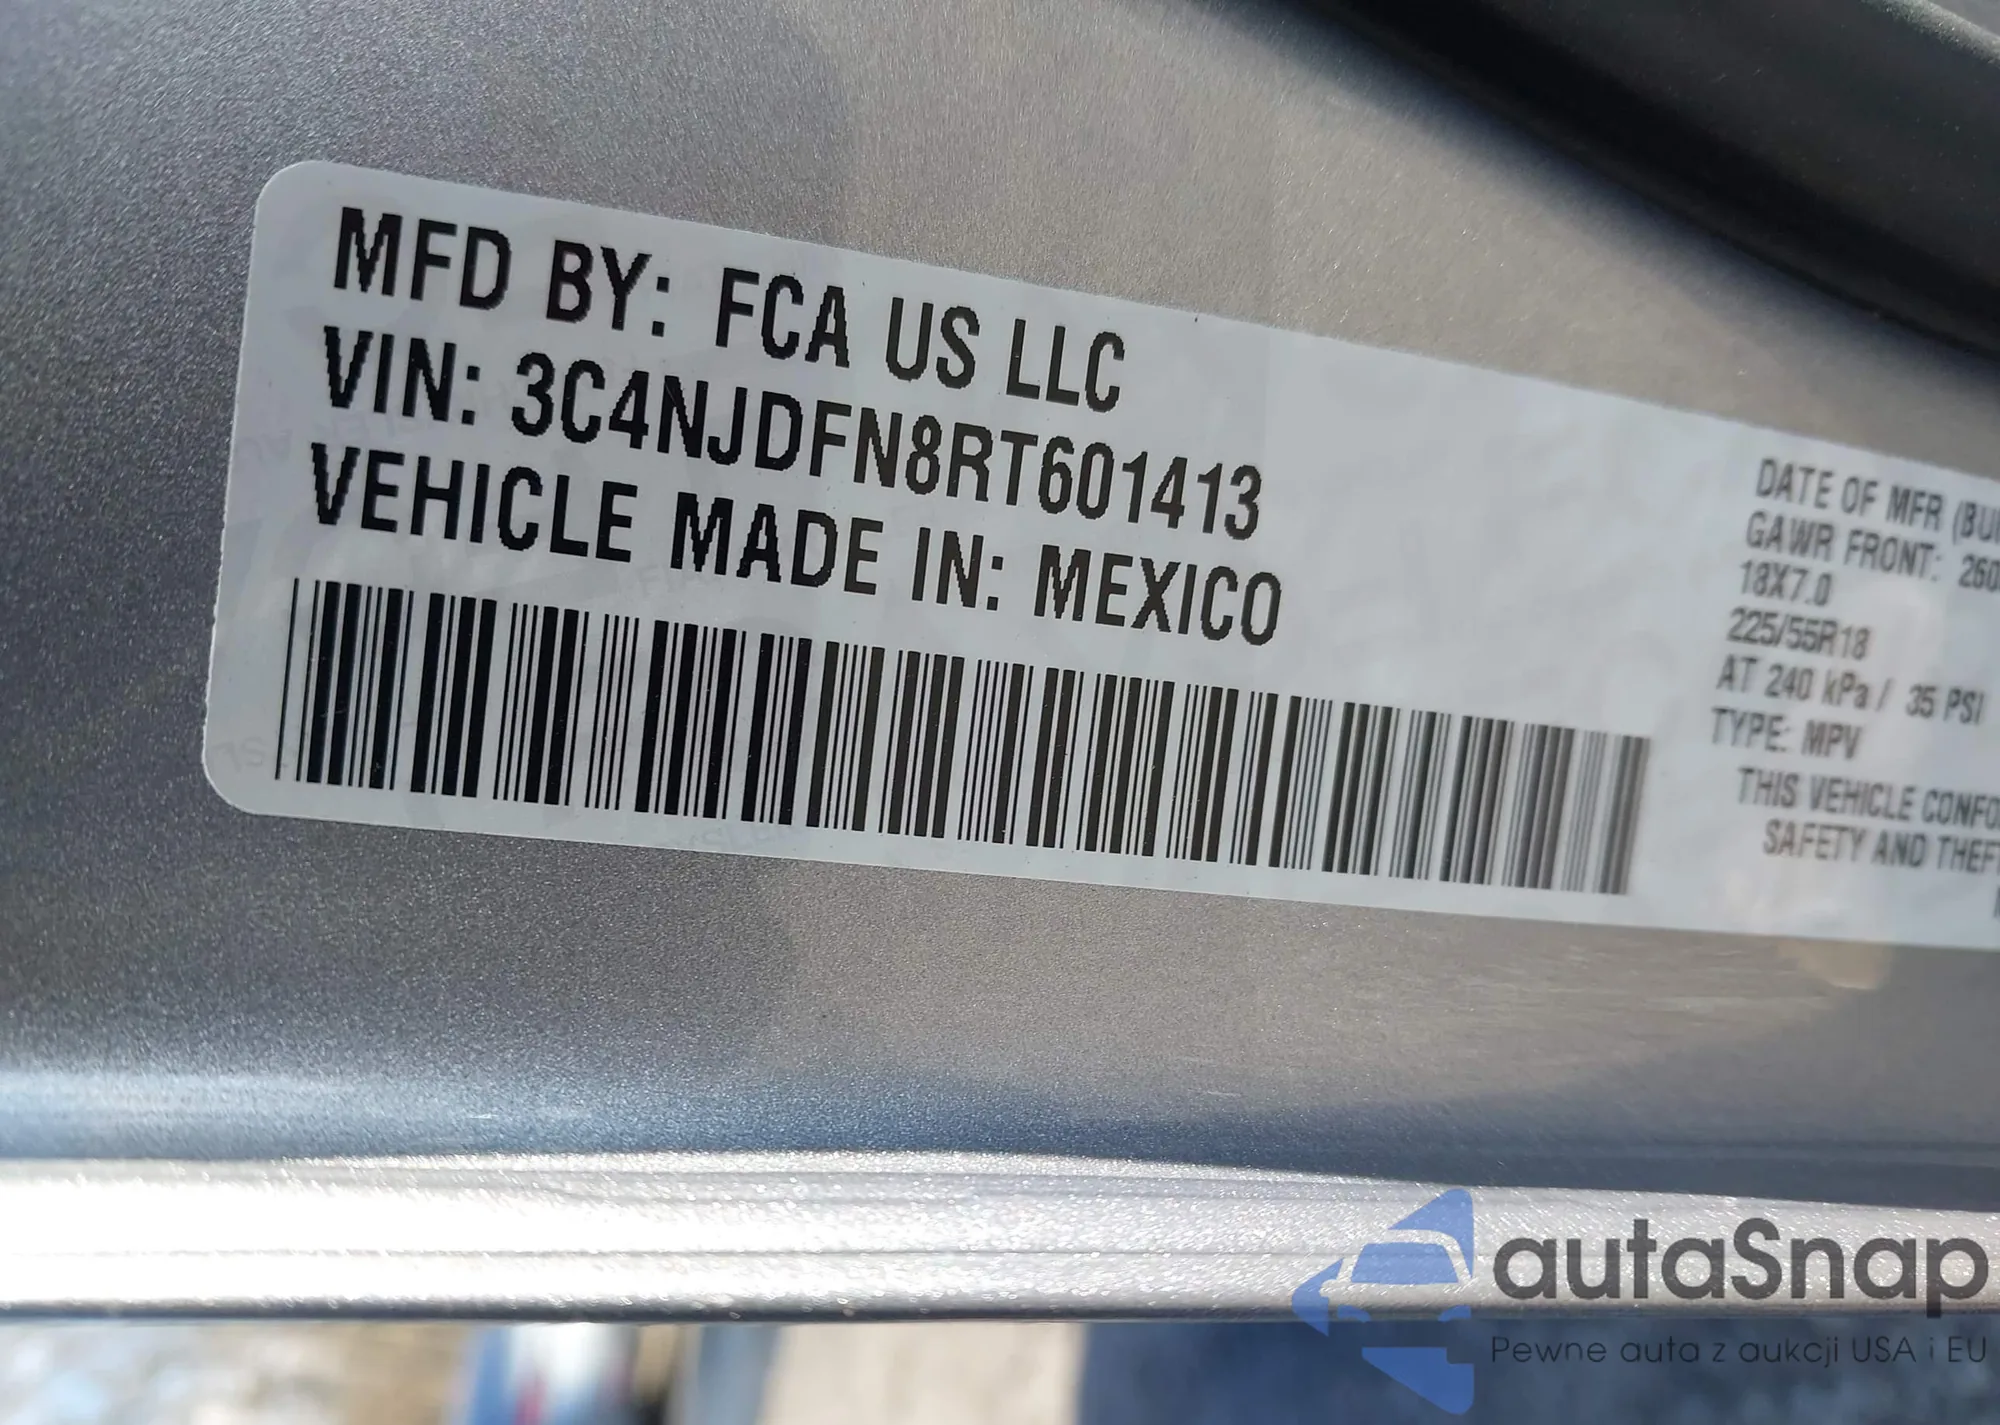 MFD BY: FCA US LLC
VIN: 3C4NJDFN8RT601413
VEHICLE MADE IN: MEXICO
DATE OF MFR
GAWR FRONT:
18X7.0
225/55R18
AT 240 kPa / 35 PSI
TYPE: MPV
THIS VEHICLE
SAFETY AND
autaSnap
Pewne auta z aukcji USA i EU